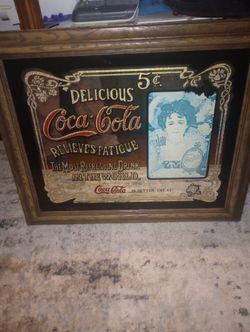 DELICIOUS
5¢
Coca-Cola
RELIEVES FATIGUE
THE MOST REFRESHING DRINK
IN THE WORLD
Coca-Cola